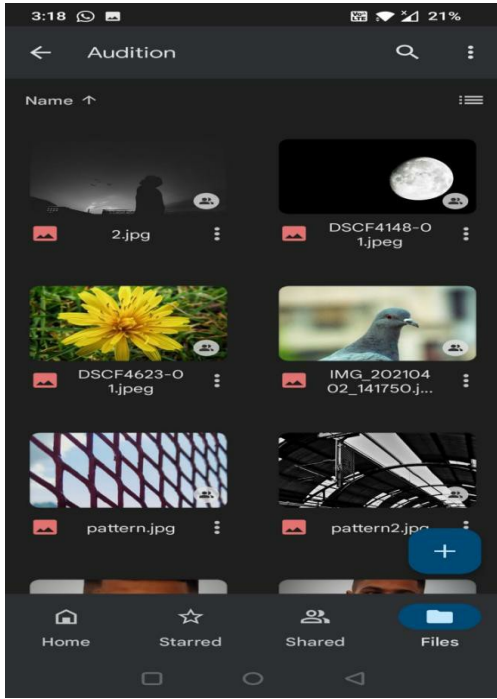 3:18 21%
Audition
Name
2.jpg
DSCF4148-0
1.jpeg
DSCF4623-0
1.jpeg
IMG_202104
02_141750.j...
pattern.jpg
pattern2.jpg
Home Starred Shared Files